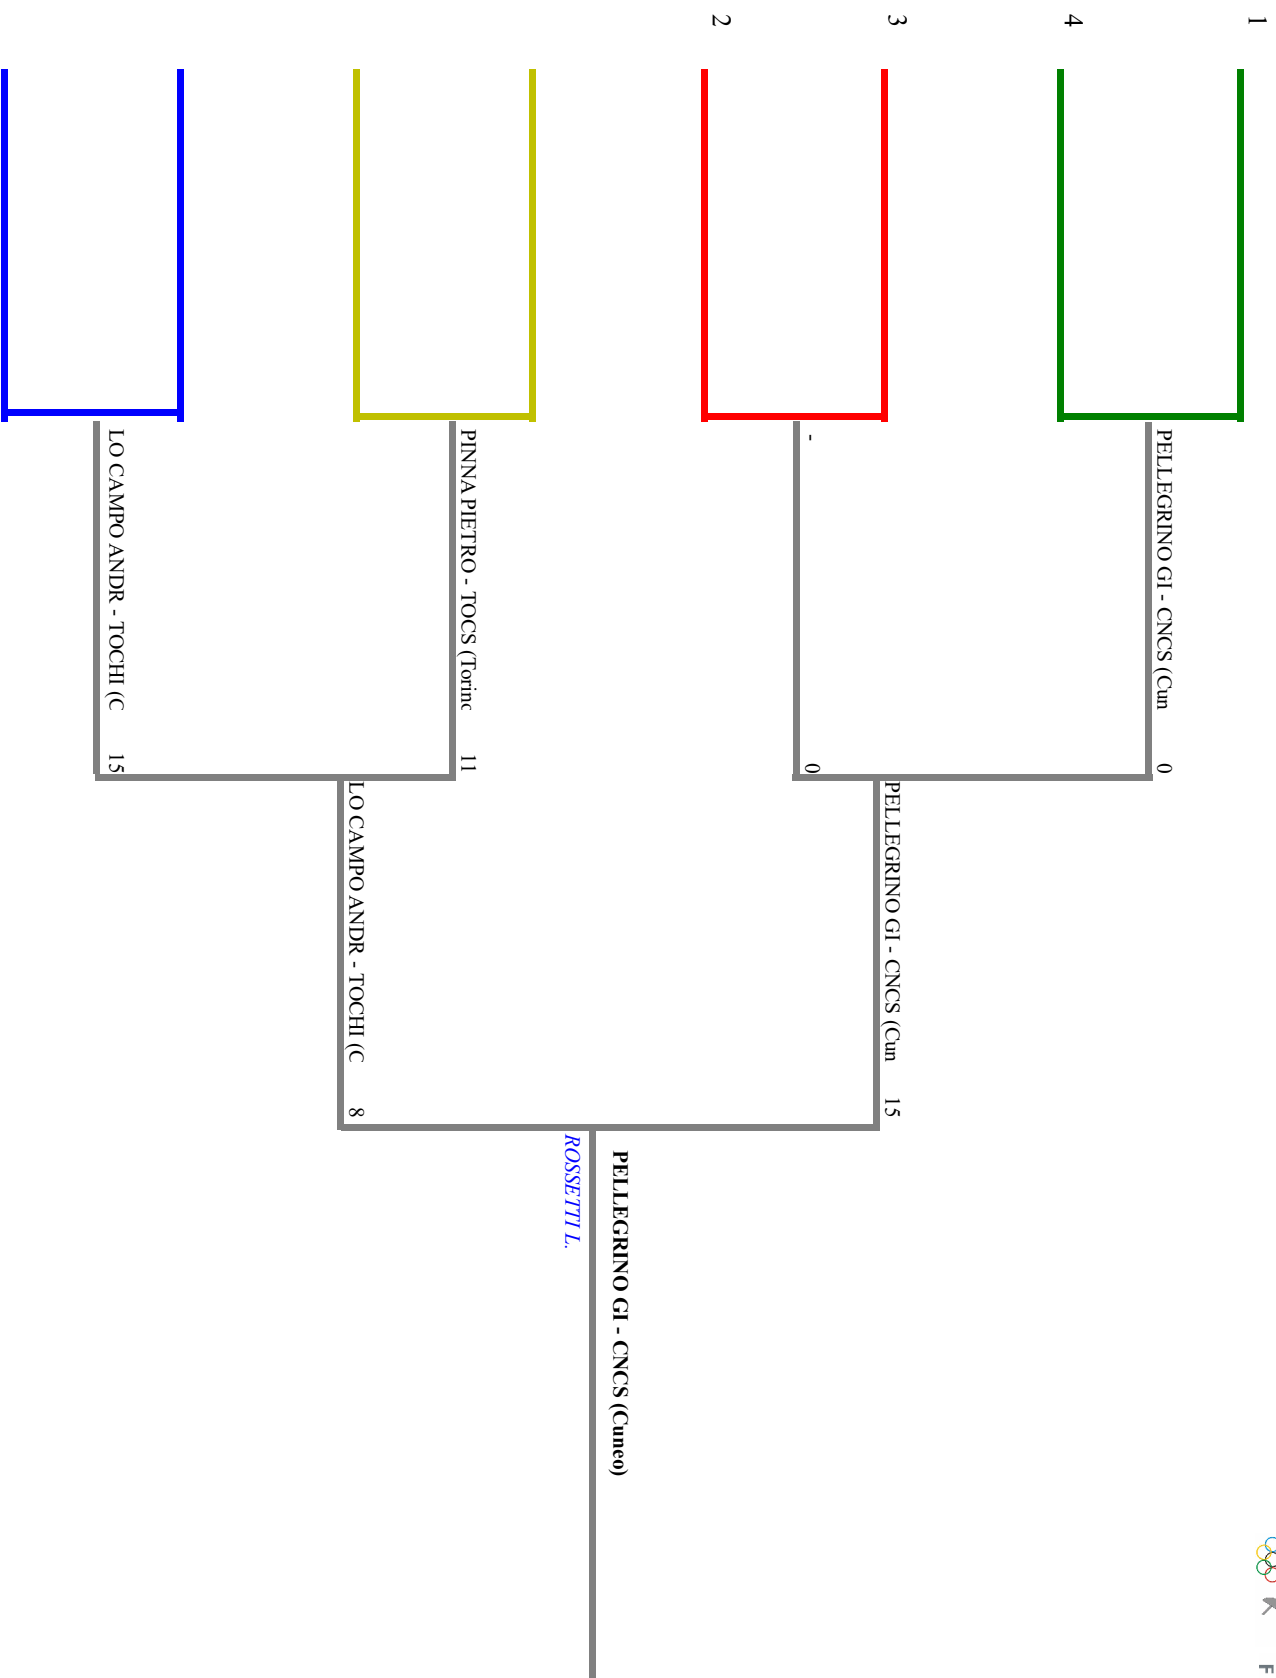 1
4
3
2
PELLEGRINO GI - CNCS (Cun
0
-
0
PINNA PIETRO - TOCS (Torino
11
LO CAMPO ANDR - TOCHI (C
15
PELLEGRINO GI - CNCS (Cun
15
LO CAMPO ANDR - TOCHI (C
8
PELLEGRINO GI - CNCS (Cuneo)
ROSSETTI L.
F